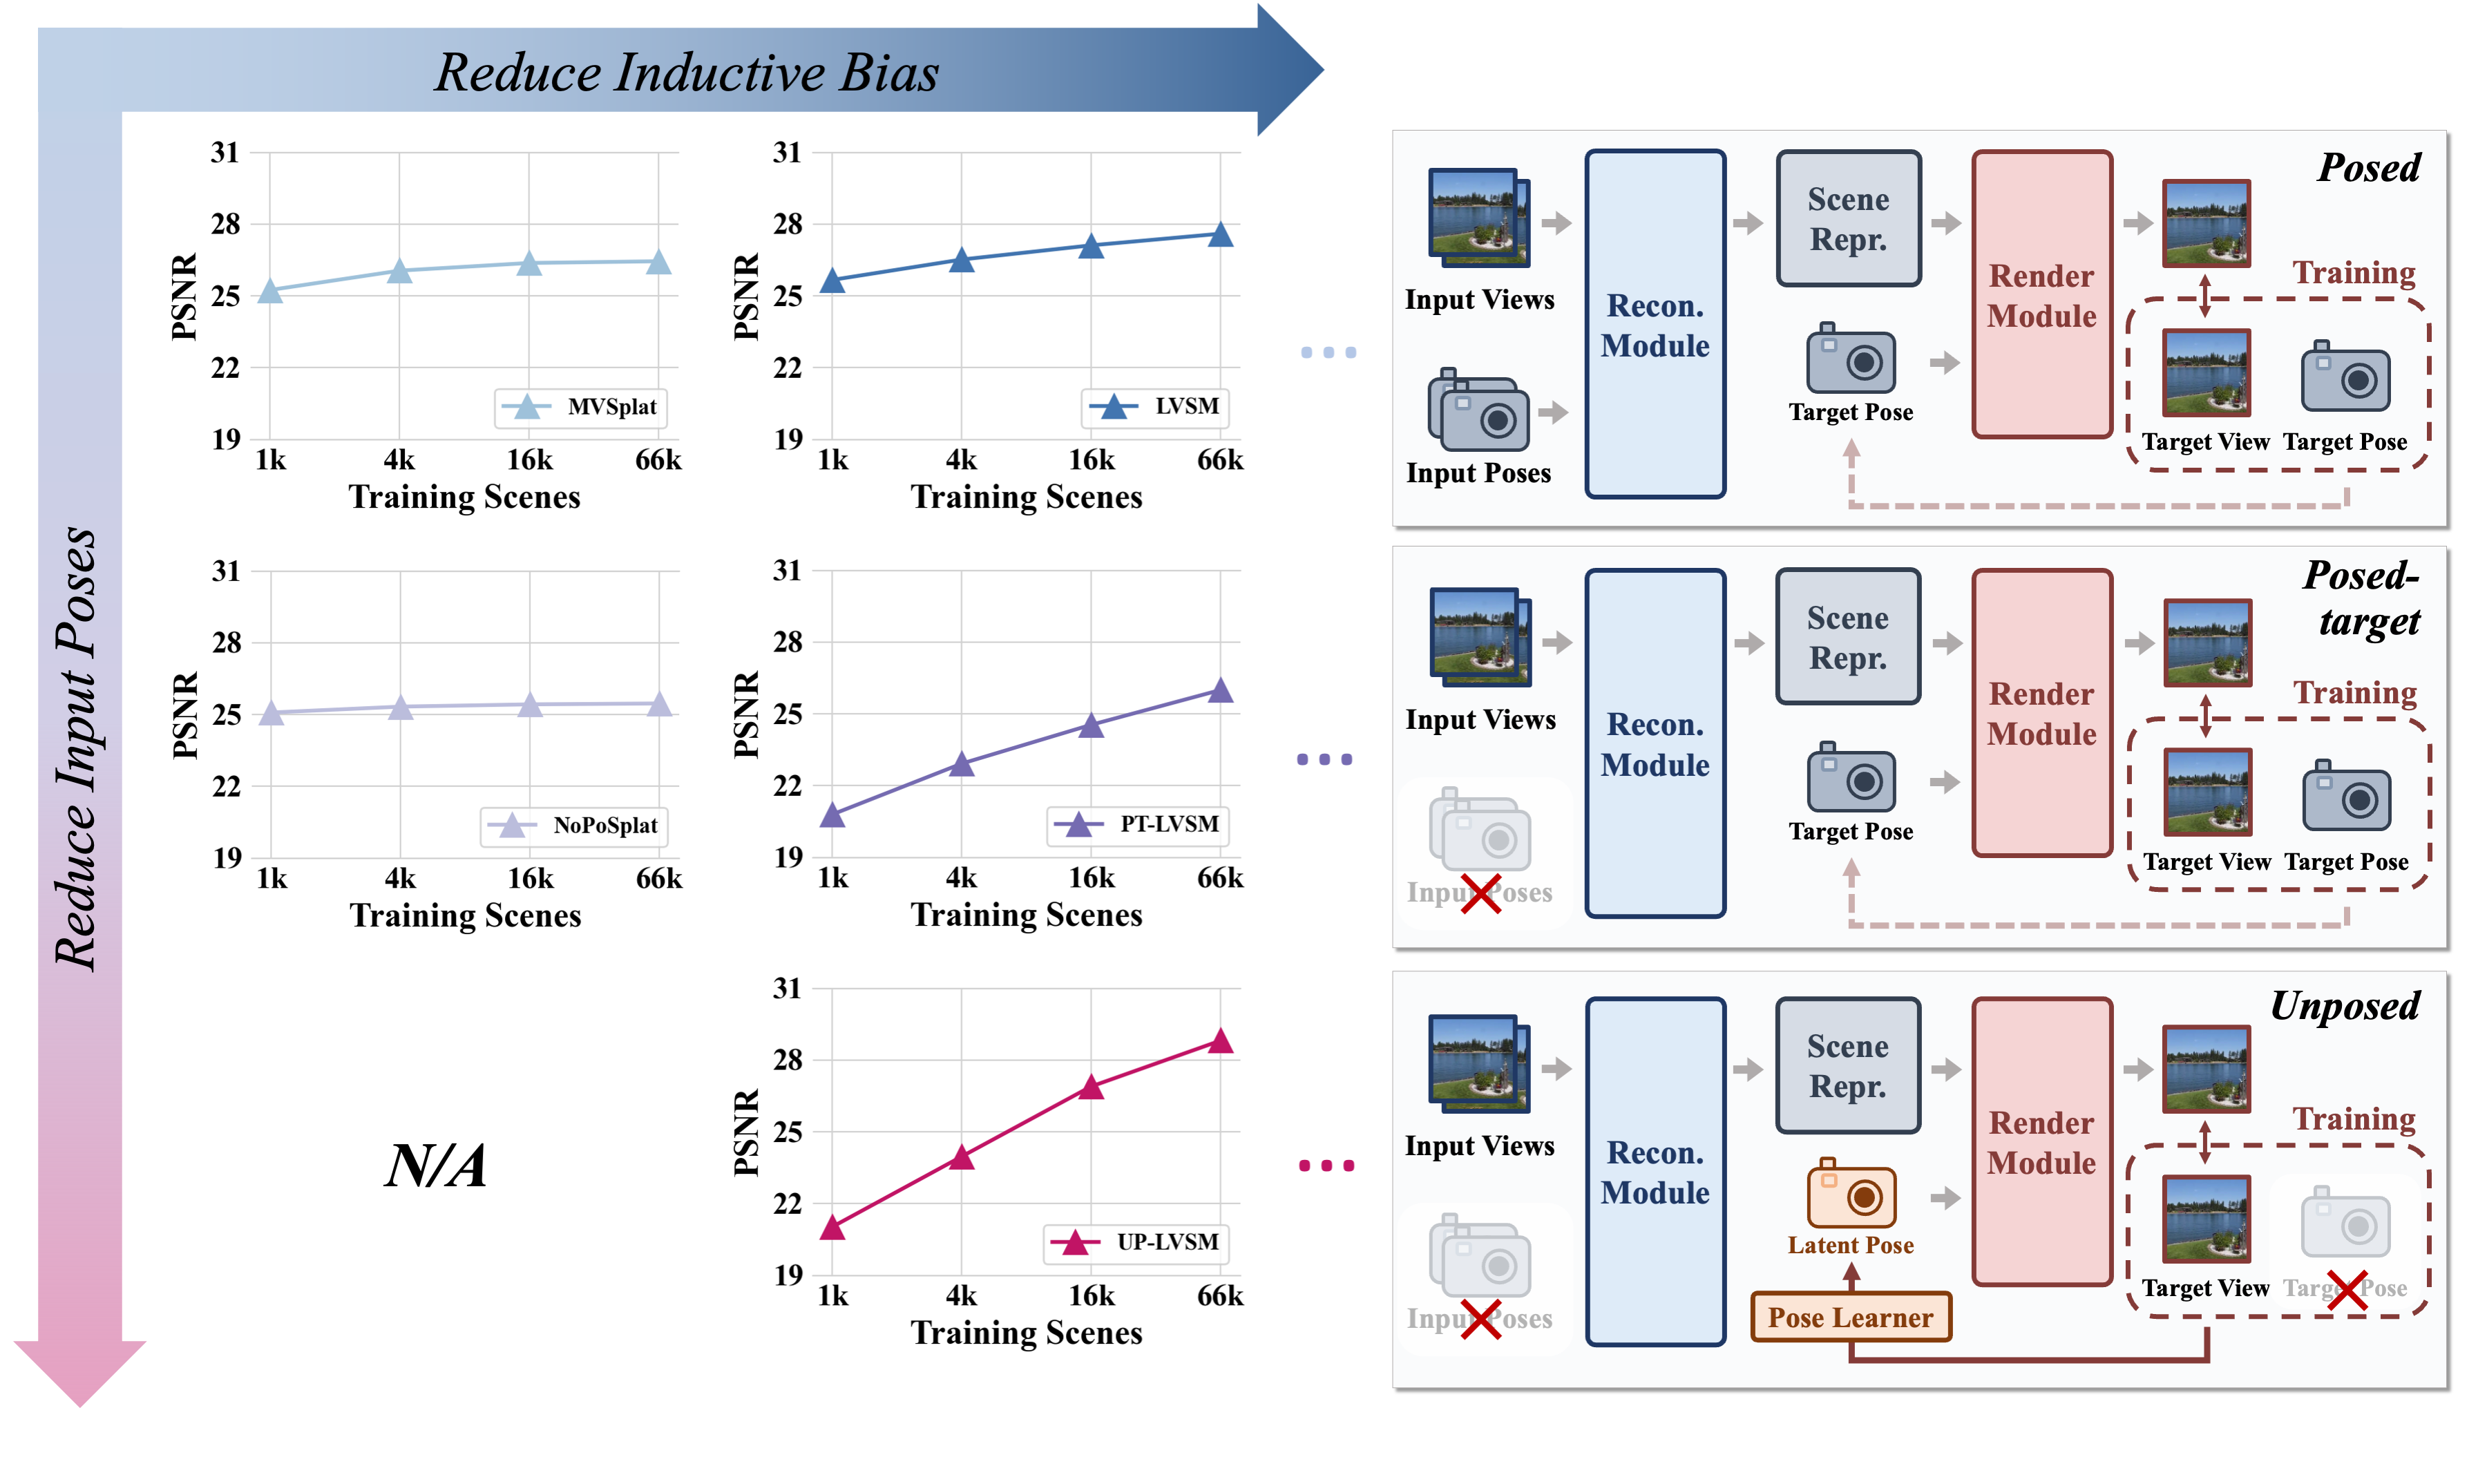 Reduce Inductive Bias
Reduce Input Poses
31
28
25
22
19
PSNR
MVSplat
1k 4k 16k 66k
Training Scenes
31
28
25
22
19
PSNR
LVSM
1k 4k 16k 66k
Training Scenes
...
Posed
Input Views
Input Poses
Recon.
Module
Scene
Repr.
Target Pose
Render
Module
Training
Target View Target Pose
31
28
25
22
19
PSNR
NoPoSplat
1k 4k 16k 66k
Training Scenes
31
28
25
22
19
PSNR
PT-LVSM
1k 4k 16k 66k
Training Scenes
...
Posed-
target
Input Views
Input Poses
Recon.
Module
Scene
Repr.
Target Pose
Render
Module
Training
Target View Target Pose
N/A
31
28
25
22
19
PSNR
UP-LVSM
1k 4k 16k 66k
Training Scenes
...
Unposed
Input Views
Input Poses
Recon.
Module
Scene
Repr.
Latent Pose
Pose Learner
Render
Module
Training
Target View Target Pose